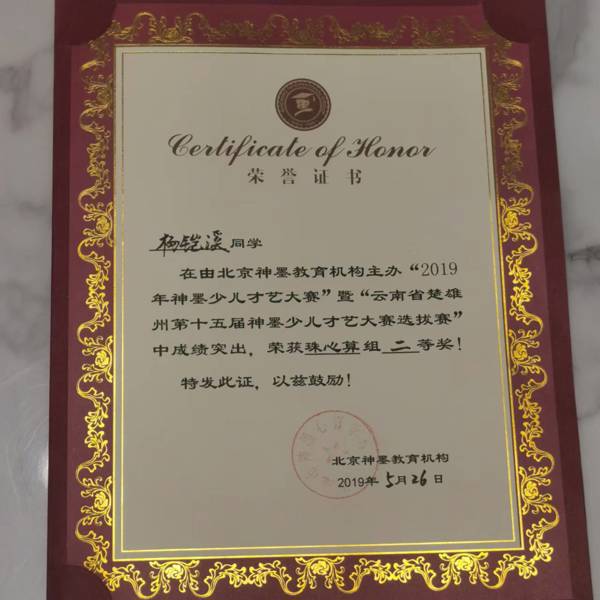 Certificate of Honor
荣誉证书
杨铠溪同学
在由北京神墨教育机构主办“2019
年神墨少儿才艺大赛”暨“云南省楚雄
州第十五届神墨少儿才艺大赛选拔赛”
中成绩突出，荣获珠心算组二等奖！
特发此证，以兹鼓励！
北京神墨教育机构
2019年5月26日